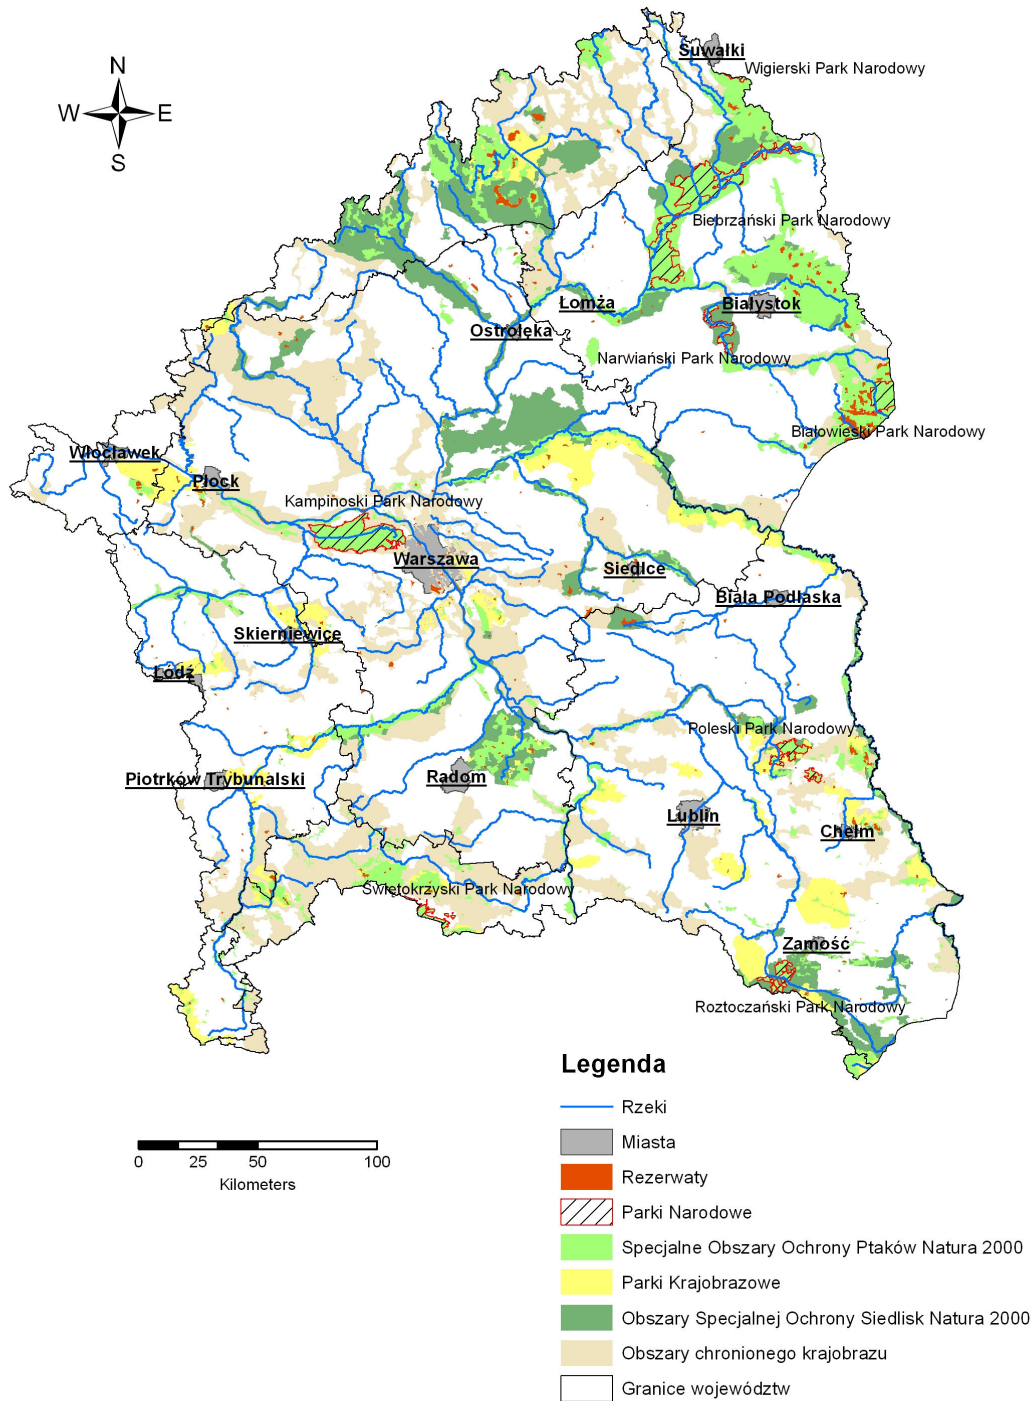 Suwałki
Wigierski Park Narodowy
N
W
E
S
Biebrzański Park Narodowy
Łomża
Białystok
Ostrołęka
Narwiański Park Narodowy
Białowieski Park Narodowy
Włocławek
Płock
Kampinoski Park Narodowy
Warszawa
Siedlce
Biała Podlaska
Skierniewice
Łódź
Poleski Park Narodowy
Piotrków Trybunalski
Radom
Lublin
Chełm
Świętokrzyski Park Narodowy
Zamość
Roztoczański Park Narodowy
Legenda
Rzeki
Miasta
Rezerwaty
Parki Narodowe
Specjalne Obszary Ochrony Ptaków Natura 2000
Parki Krajobrazowe
Obszary Specjalnej Ochrony Siedlisk Natura 2000
Obszary chronionego krajobrazu
Granice województw
0 25 50 100
Kilometers